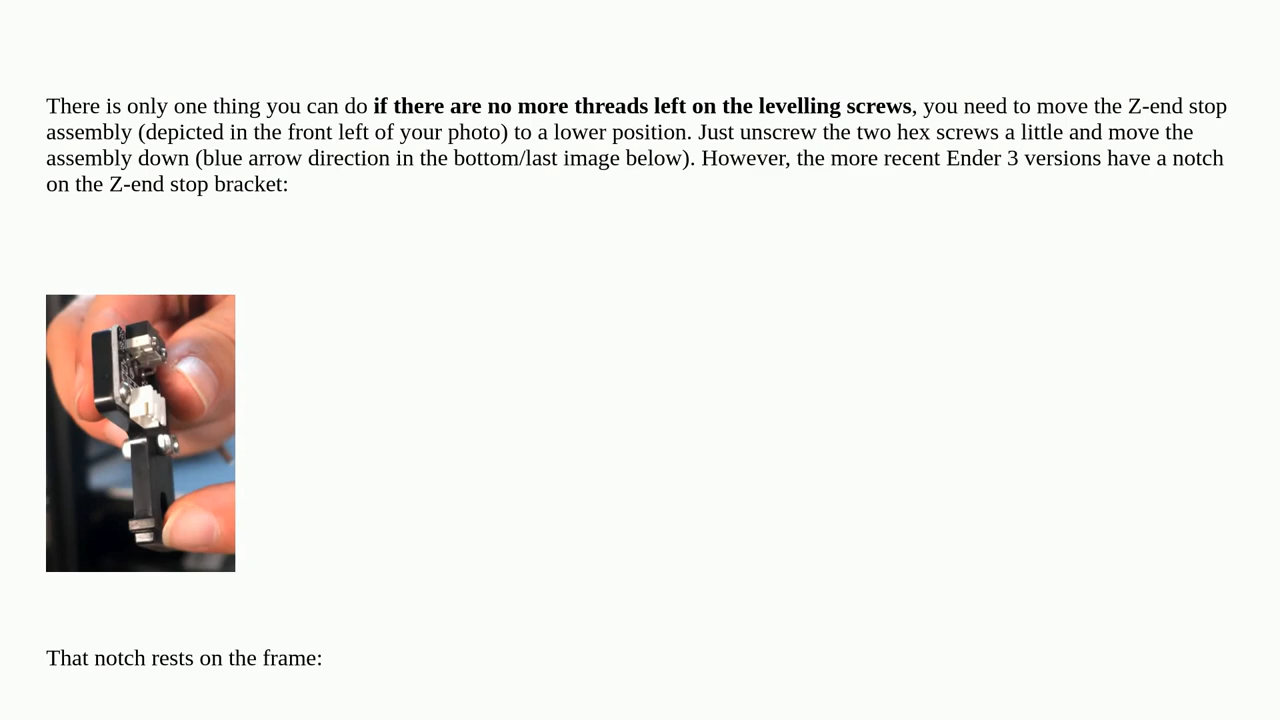 There is only one thing you can do if there are no more threads left on the levelling screws, you need to move the Z-end stop
assembly (depicted in the front left of your photo) to a lower position. Just unscrew the two hex screws a little and move the
assembly down (blue arrow direction in the bottom/last image below). However, the more recent Ender 3 versions have a notch
on the Z-end stop bracket:
That notch rests on the frame: